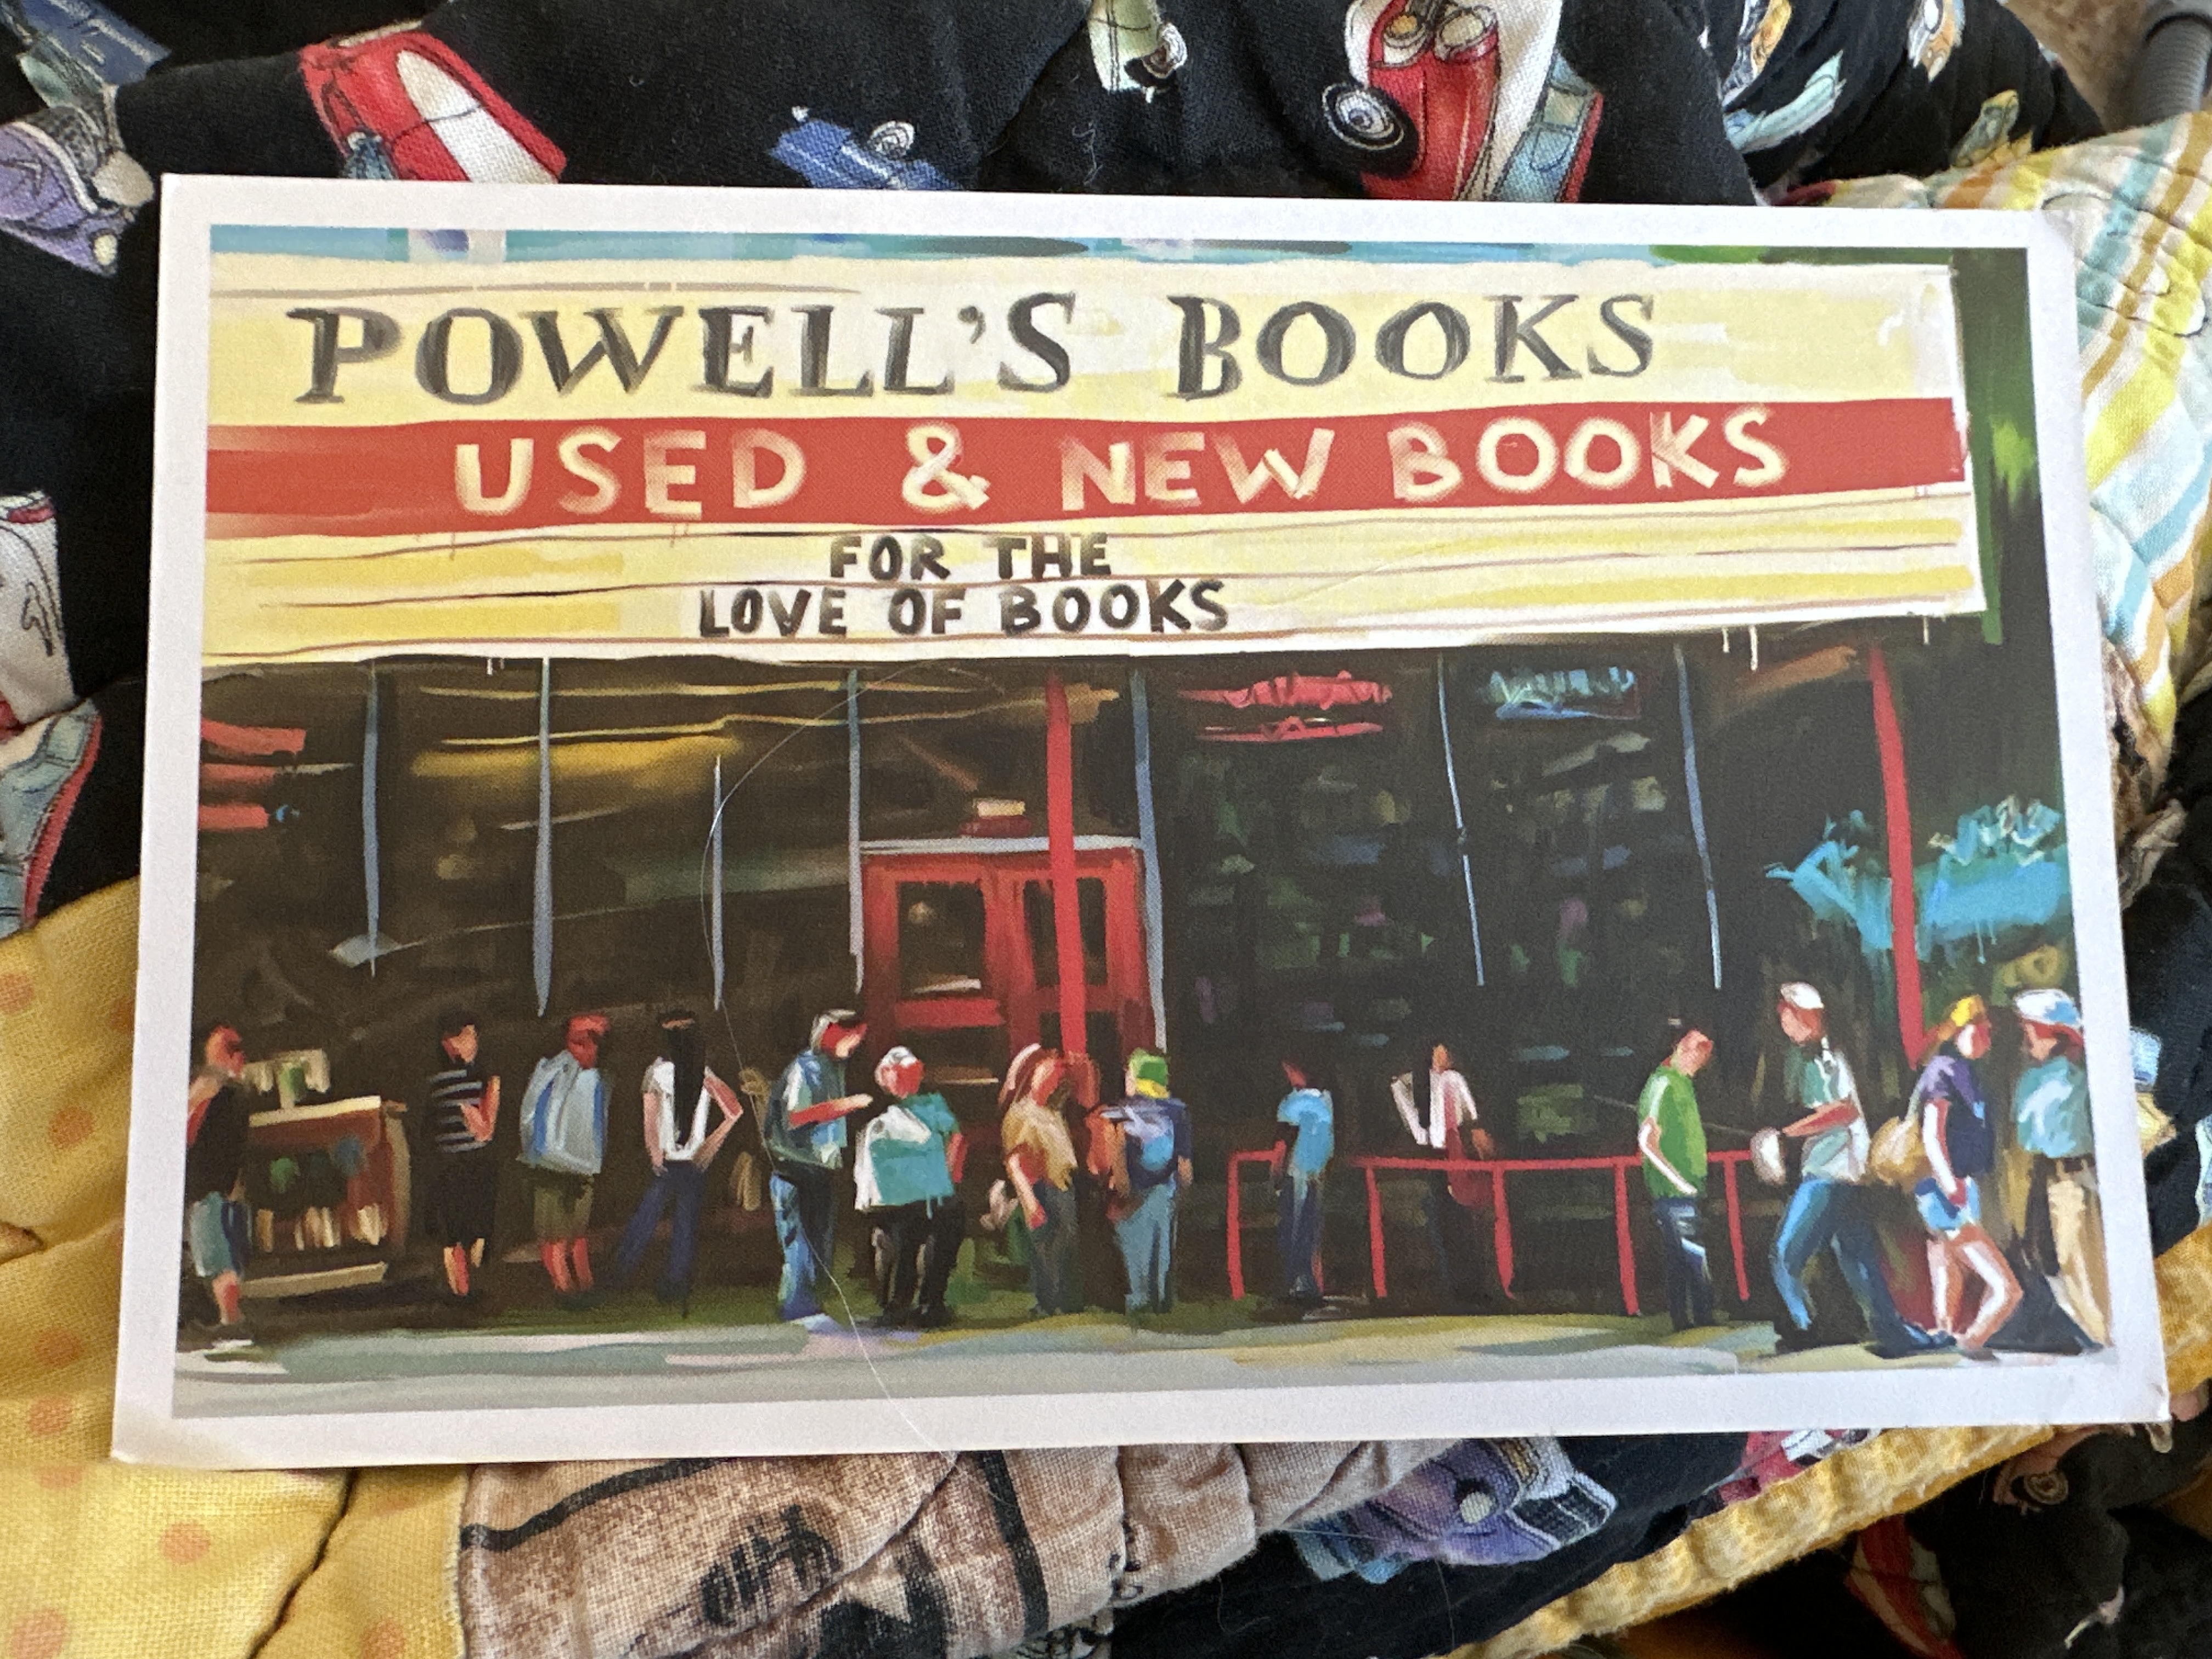 POWELL'S BOOKS
USED & NEW BOOKS
FOR THE
LOVE OF BOOKS